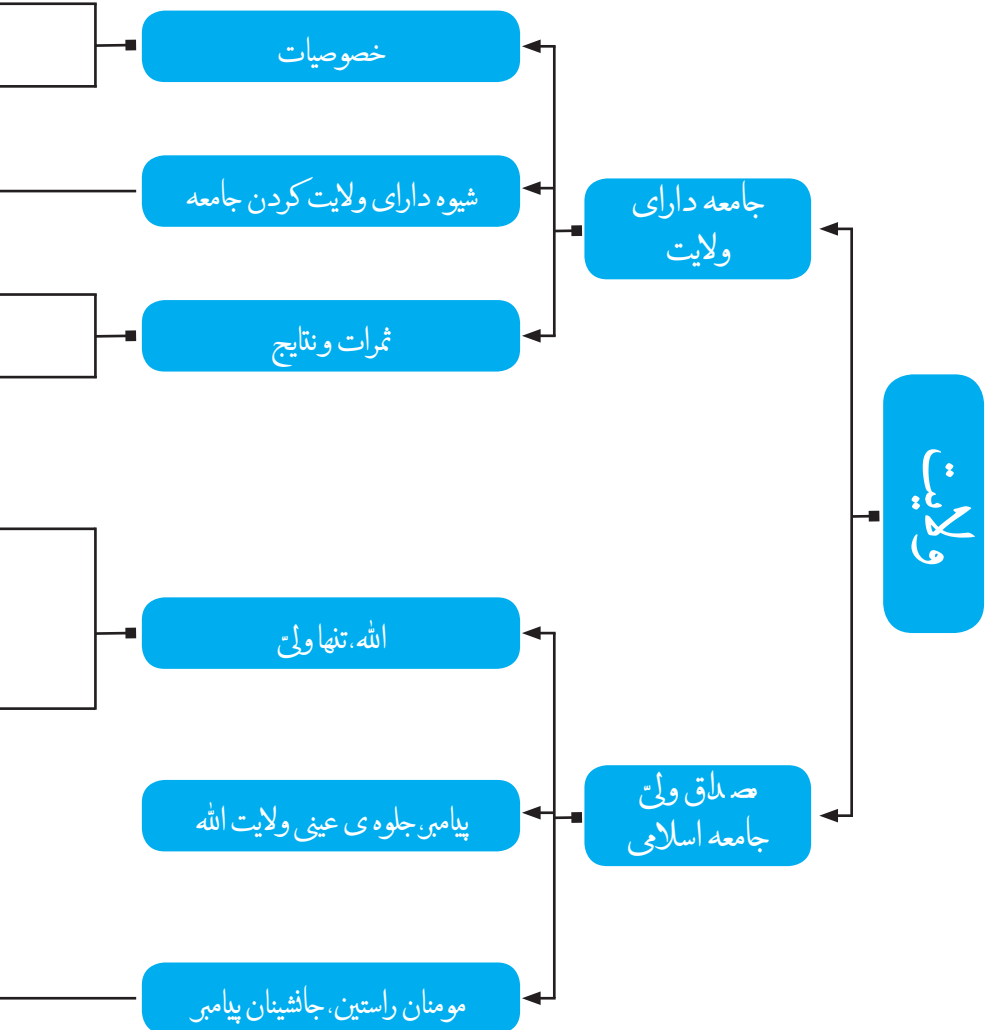 ولایت
جامعه دارای
ولایت
خصوصیات
شیوه دارای ولایت کردن جامعه
ثمرات و نتایج
مصداق ولیّ
جامعه اسلامی
الله، تنها ولیّ
پیامبر، جلوه ی عینی ولایت الله
مومنان راستین، جانشینان پیامبر